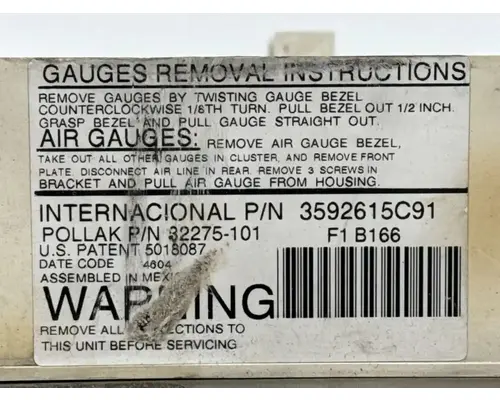 GAUGES REMOVAL INSTRUCTIONS
REMOVE GAUGES BY TWISTING GAUGE BEZEL
COUNTERCLOCKWISE 1/8TH TURN. PULL BEZEL OUT 1/2 INCH.
GRASP BEZEL AND PULL GAUGE STRAIGHT OUT.
AIR GAUGES: REMOVE AIR GAUGE BEZEL,
TAKE OUT ALL OTHER GAUGES IN CLUSTER, AND REMOVE FRONT
PLATE. DISCONNECT AIR LINE IN REAR. REMOVE 3 SCREWS IN
BRACKET AND PULL AIR GAUGE FROM HOUSING.
INTERNACIONAL P/N 3592615C91
POLLAK P/N 32275-101 F1 B166
U.S. PATENT 5018087
DATE CODE 4604
ASSEMBLED IN
WARNING
REMOVE ALL TO
THIS UNIT BEFORE SERVICING